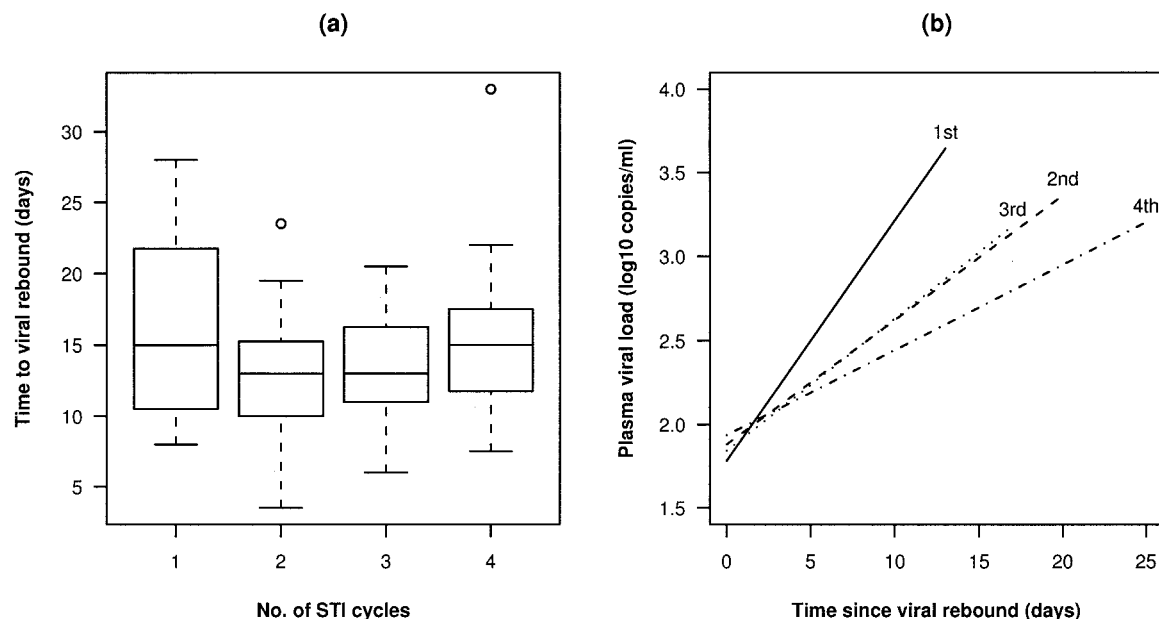 (a)
Time to viral rebound (days)
30
25
20
15
10
5
1 2 3 4
No. of STI cycles
(b)
Plasma viral load (log10 copies/ml)
4.0
3.5
3.0
2.5
2.0
1.5
1st
2nd
3rd
4th
0 5 10 15 20 25
Time since viral rebound (days)